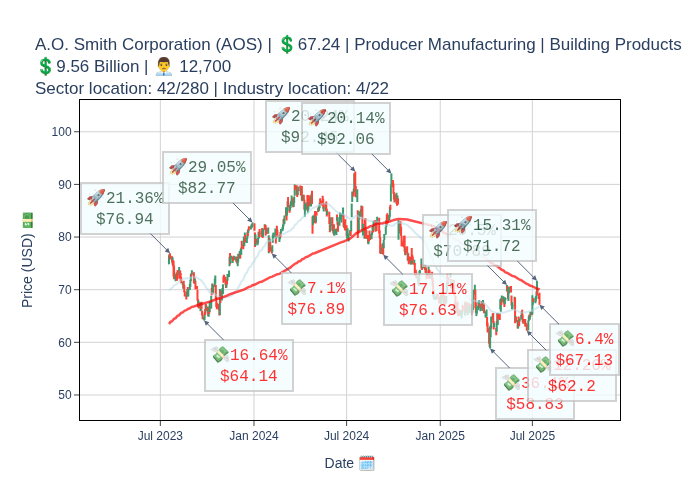 A.O. Smith Corporation (AOS) | 💲67.24 | Producer Manufacturing | Building Products
💲9.56 Billion | 👨‍💼 12,700
Sector location: 42/280 | Industry location: 4/22
🚀20.14%
$92.06
🚀29.05%
$82.77
🚀21.36%
$76.94
🚀15.31%
$71.72
💸7.1%
$76.89
💸17.11%
$76.63
💸16.64%
$64.14
💸6.4%
$67.13
$62.2
$58.83
100
90
80
70
60
50
Price (USD) 💵
Jul 2023
Jan 2024
Jul 2024
Jan 2025
Jul 2025
Date 🗓️